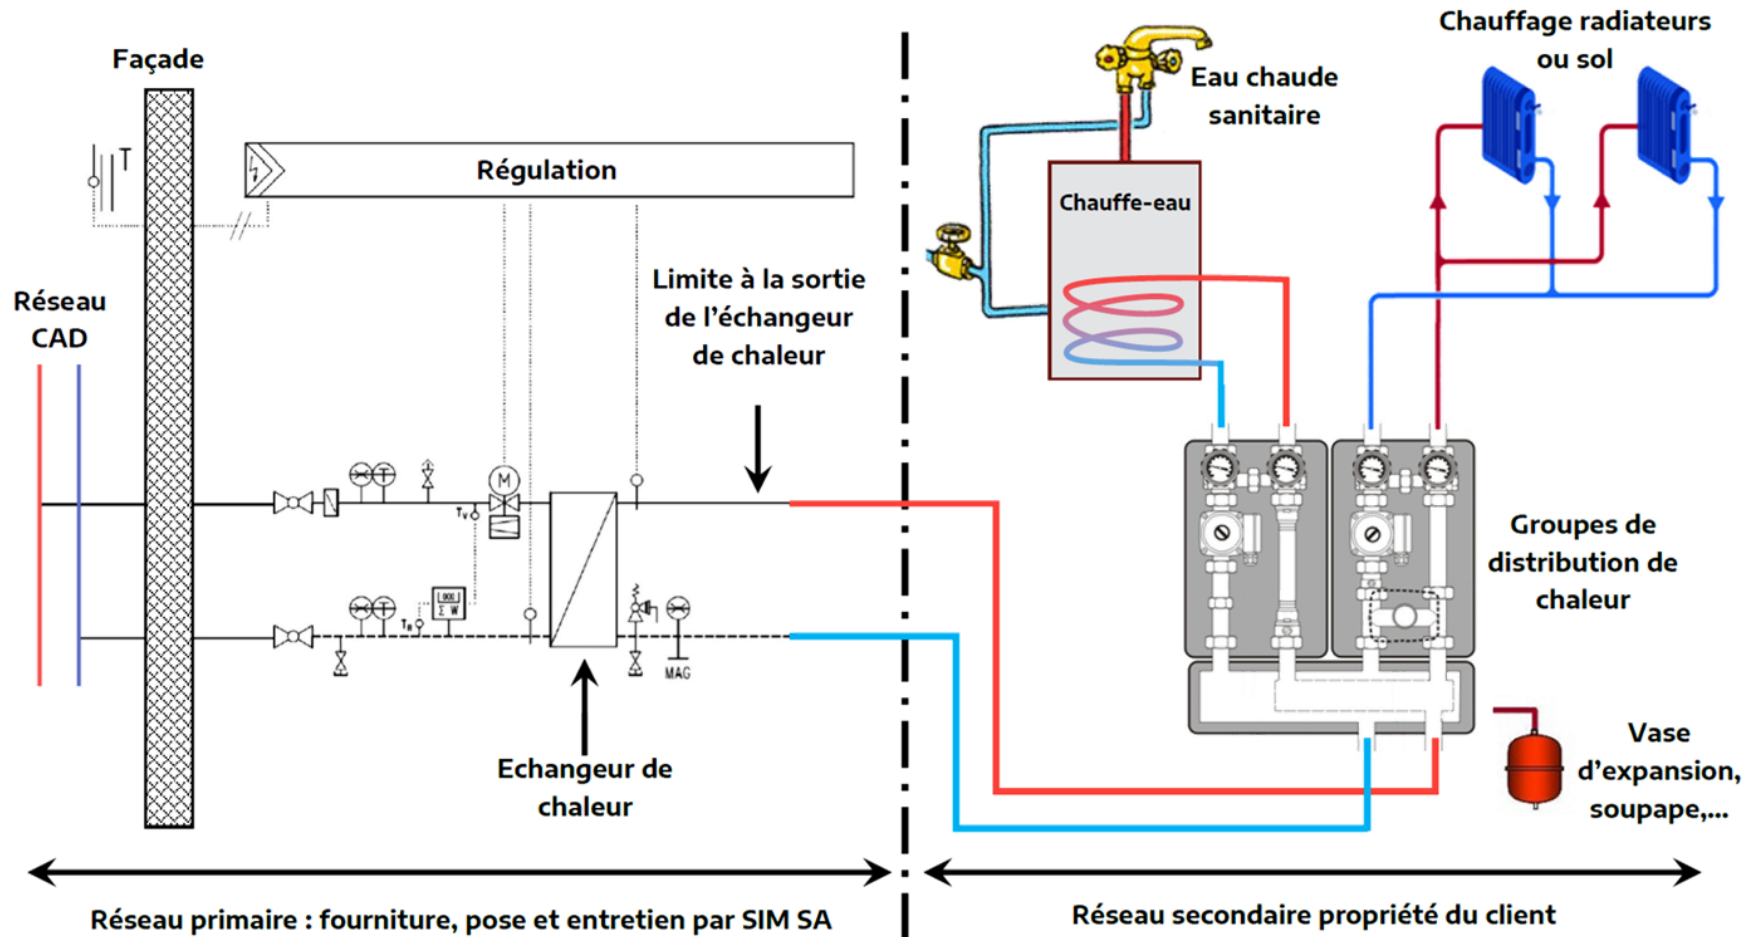 Façade
T
Régulation
Réseau
CAD
Limite à la sortie
de l'échangeur
de chaleur
M
T
Tv
T
TR
Σ W
MAG
Echangeur de
chaleur
Réseau primaire : fourniture, pose et entretien par SIM SA
Eau chaude
sanitaire
Chauffe-eau
Chauffage radiateurs
ou sol
Groupes de
distribution de
chaleur
Vase
d'expansion,
soupape,...
Réseau secondaire propriété du client